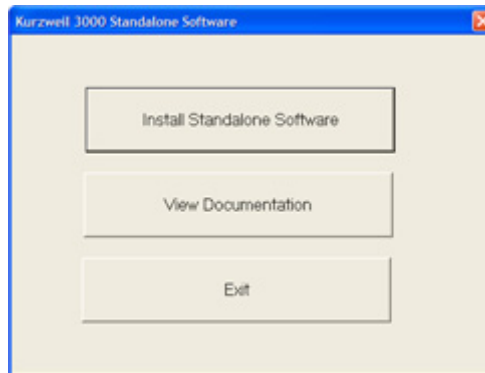 Kurzweil 3000 Standalone Software
Install Standalone Software
View Documentation
Exit